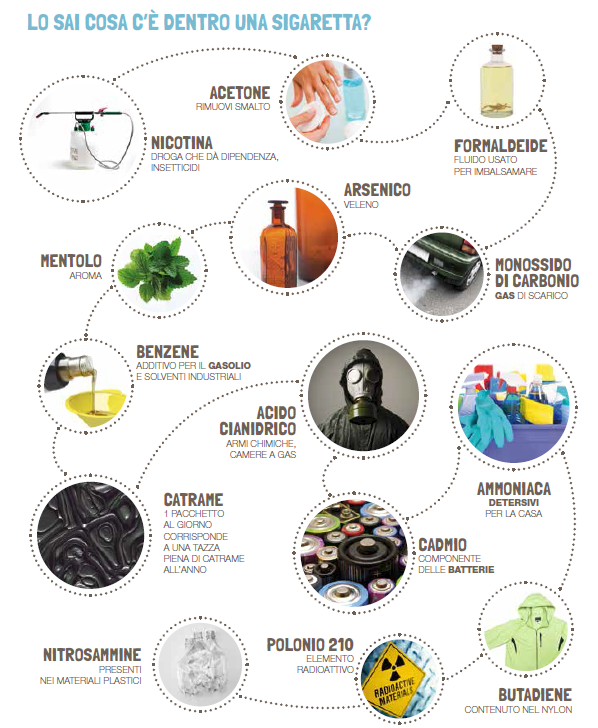 LO SAI COSA C'È DENTRO UNA SIGARETTA?
ACETONE
RIMUOVI SMALTO
NICOTINA
DROGA CHE DÀ DIPENDENZA,
INSETTICIDI
FORMALDEIDE
FLUIDO USATO
PER IMBALSAMARE
ARSENICO
VELENO
MENTOLO
AROMA
MONOSSIDO
DI CARBONIO
GAS DI SCARICO
BENZENE
ADDITIVO PER IL GASOLIO
E SOLVENTI INDUSTRIALI
ACIDO
CIANIDRICO
ARMI CHIMICHE,
CAMERE A GAS
AMMONIACA
DETERSIVI
PER LA CASA
CATRAME
1 PACCHETTO
AL GIORNO
CORRISPONDE
A UNA TAZZA
PIENA DI CATRAME
ALL'ANNO
CADMIO
COMPONENTE
DELLE BATTERIE
NITROSAMMINE
PRESENTI
NEI MATERIALI PLASTICI
POLONIO 210
ELEMENTO
RADIOATTIVO
RADIOACTIVE
MATERIALS
BUTADIENE
CONTENUTO NEL NYLON